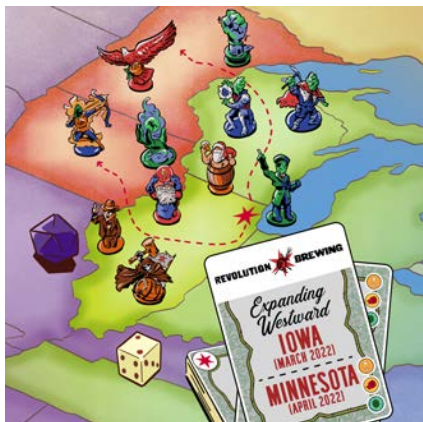 REVOLUTION BREWING
Expanding
Westward
IOWA
(MARCH 2022)
MINNESOTA
(APRIL 2022)